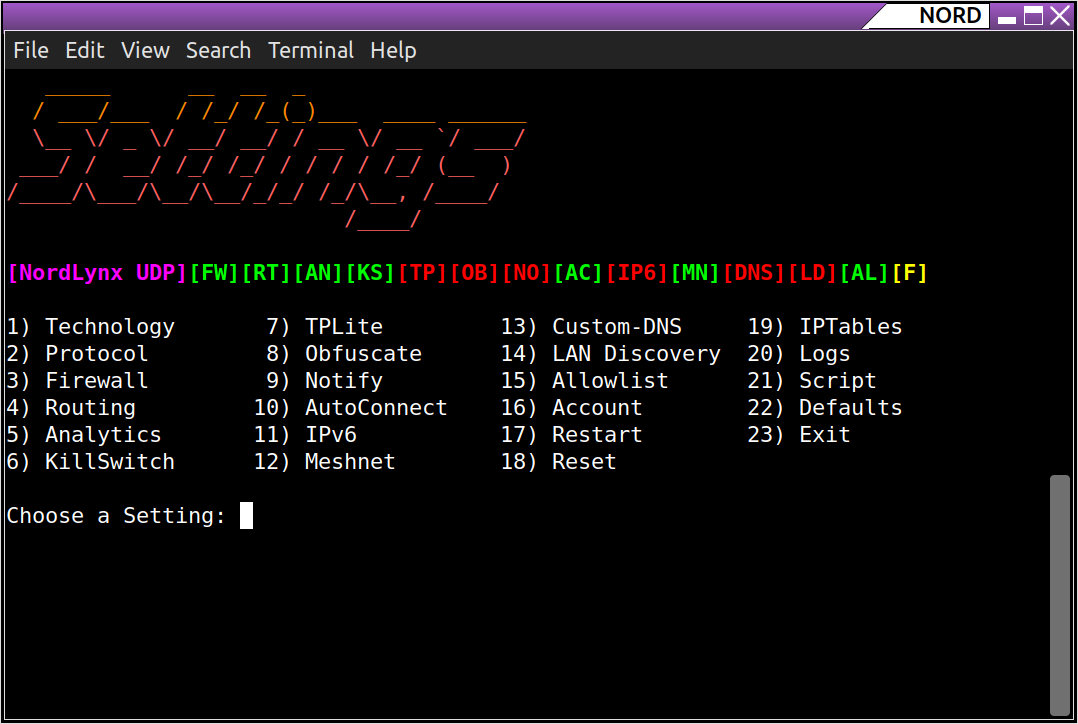 NORD
File Edit View Search Terminal Help
Settings
[NordLynx UDP][FW][RT][AN][KS][TP][OB][NO][AC][IP6][MN][DNS][LD][AL][F]
1) Technology 7) TPLite 13) Custom-DNS 19) IPTables
2) Protocol 8) Obfuscate 14) LAN Discovery 20) Logs
3) Firewall 9) Notify 15) Allowlist 21) Script
4) Routing 10) AutoConnect 16) Account 22) Defaults
5) Analytics 11) IPv6 17) Restart 23) Exit
6) KillSwitch 12) Meshnet 18) Reset
Choose a Setting: